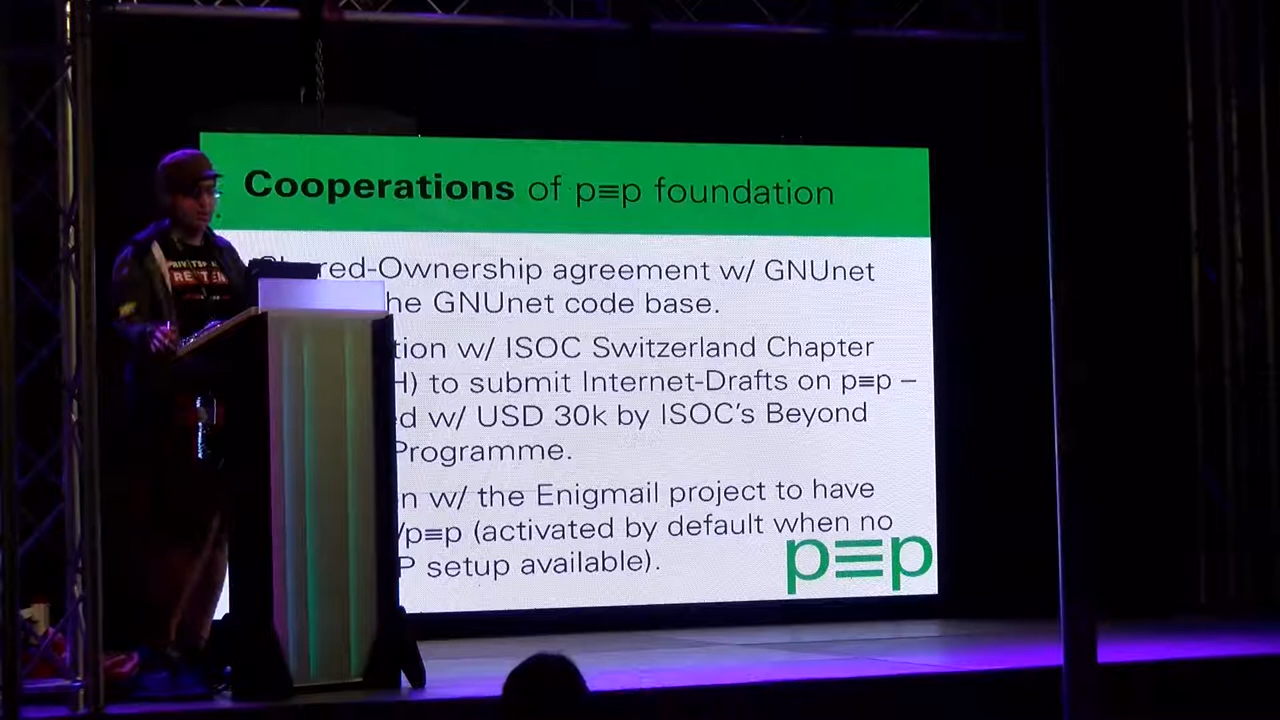 Cooperations of p≡p foundation
red-Ownership agreement w/ GNUnet
he GNUnet code base.
tion w/ ISOC Switzerland Chapter
H) to submit Internet-Drafts on p≡p –
d w/ USD 30k by ISOC's Beyond
Programme.
n w/ the Enigmail project to have
/p≡p (activated by default when no
P setup available).
p≡p